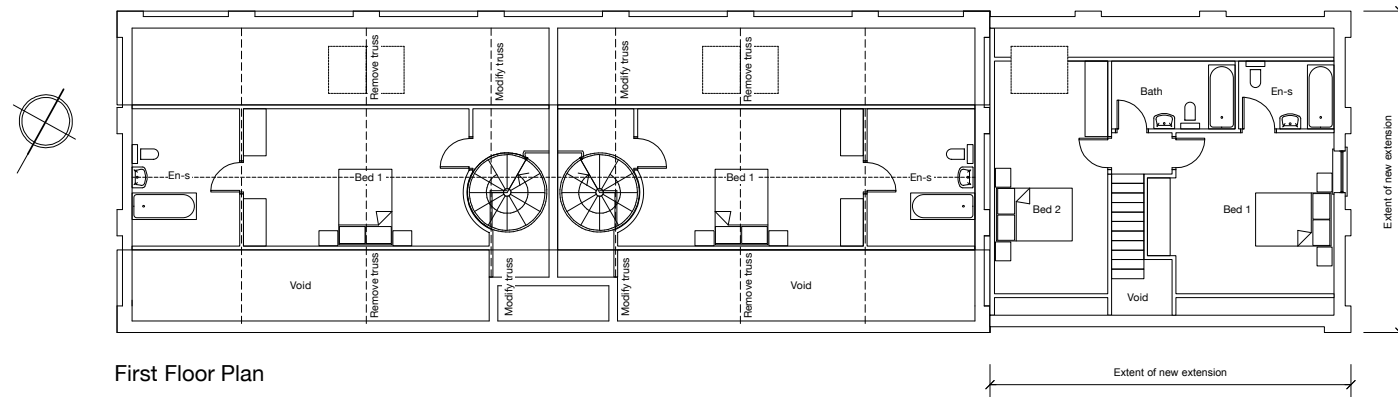 Remove truss
Modify truss
Modify truss
Remove truss
Bath
En-s
En-s
Bed 1
Bed 1
En-s
Bed 2
Bed 1
Void
Remove truss
Modify truss
Modify truss
Remove truss
Void
Void
Extent of new extension
First Floor Plan
Extent of new extension